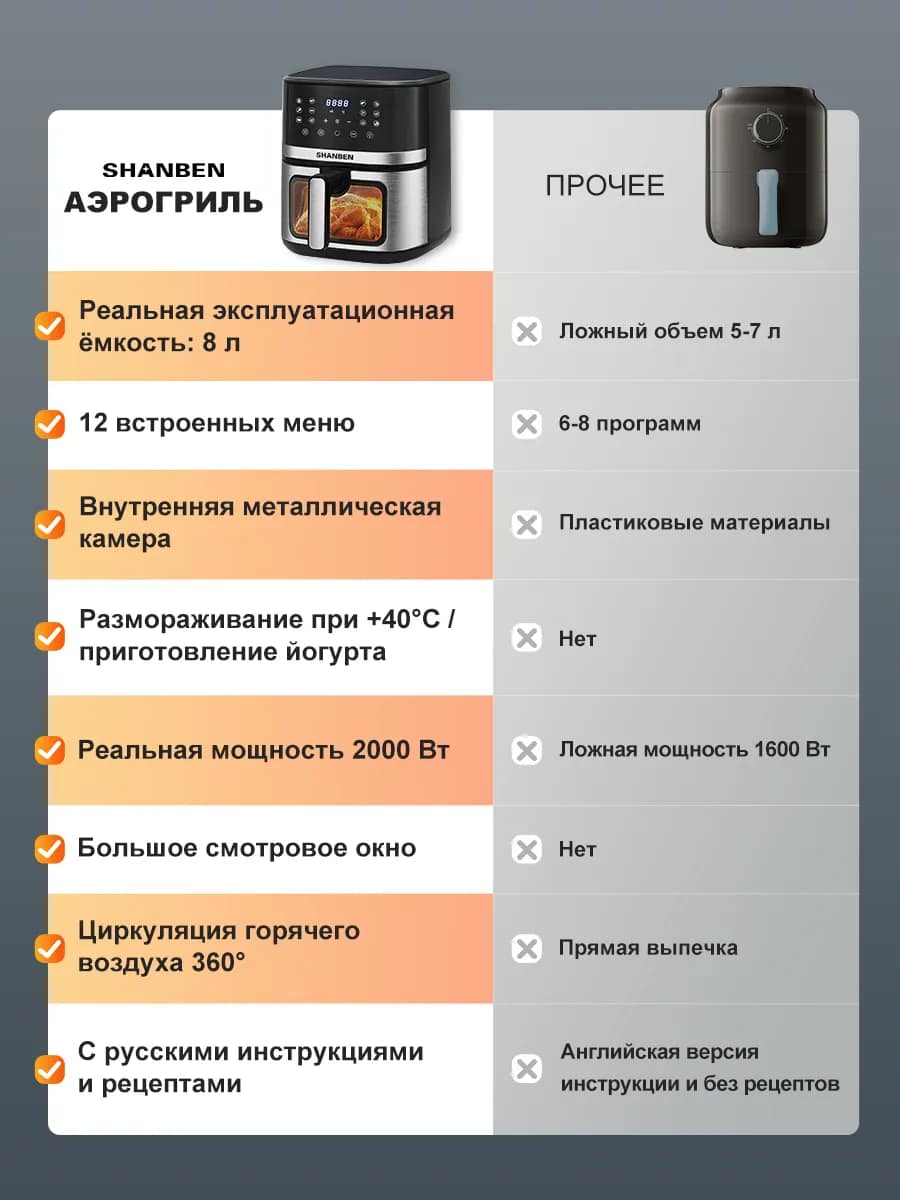 8888
SHANBEN
SHANBEN
АЭРОГРИЛЬ
ПРОЧЕЕ
Реальная эксплуатационная
ёмкость: 8 л
Ложный объем 5-7 л
12 встроенных меню
6-8 программ
Внутренняя металлическая
камера
Пластиковые материалы
Размораживание при +40°C /
приготовление йогурта
Нет
Реальная мощность 2000 Вт
Ложная мощность 1600 Вт
Большое смотровое окно
Нет
Циркуляция горячего
воздуха 360°
Прямая выпечка
С русскими инструкциями
и рецептами
Английская версия
инструкции и без рецептов